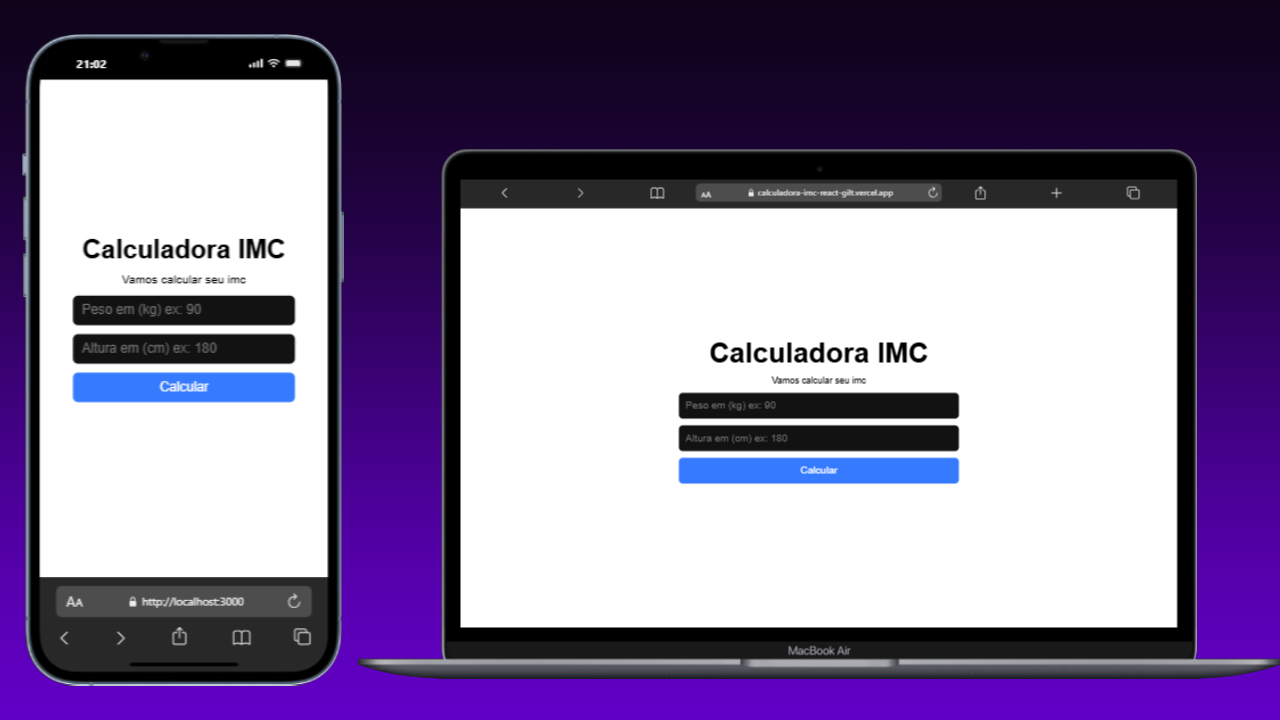 21:02
Calculadora IMC
Vamos calcular seu imc
Peso em (kg) ex: 90
Altura em (cm) ex: 180
Calcular
AA http://localhost:3000
AA calculadora-imc-react-gilt.vercel.app
Calculadora IMC
Vamos calcular seu imc
Peso em (kg) ex: 90
Altura em (cm) ex: 180
Calcular
MacBook Air